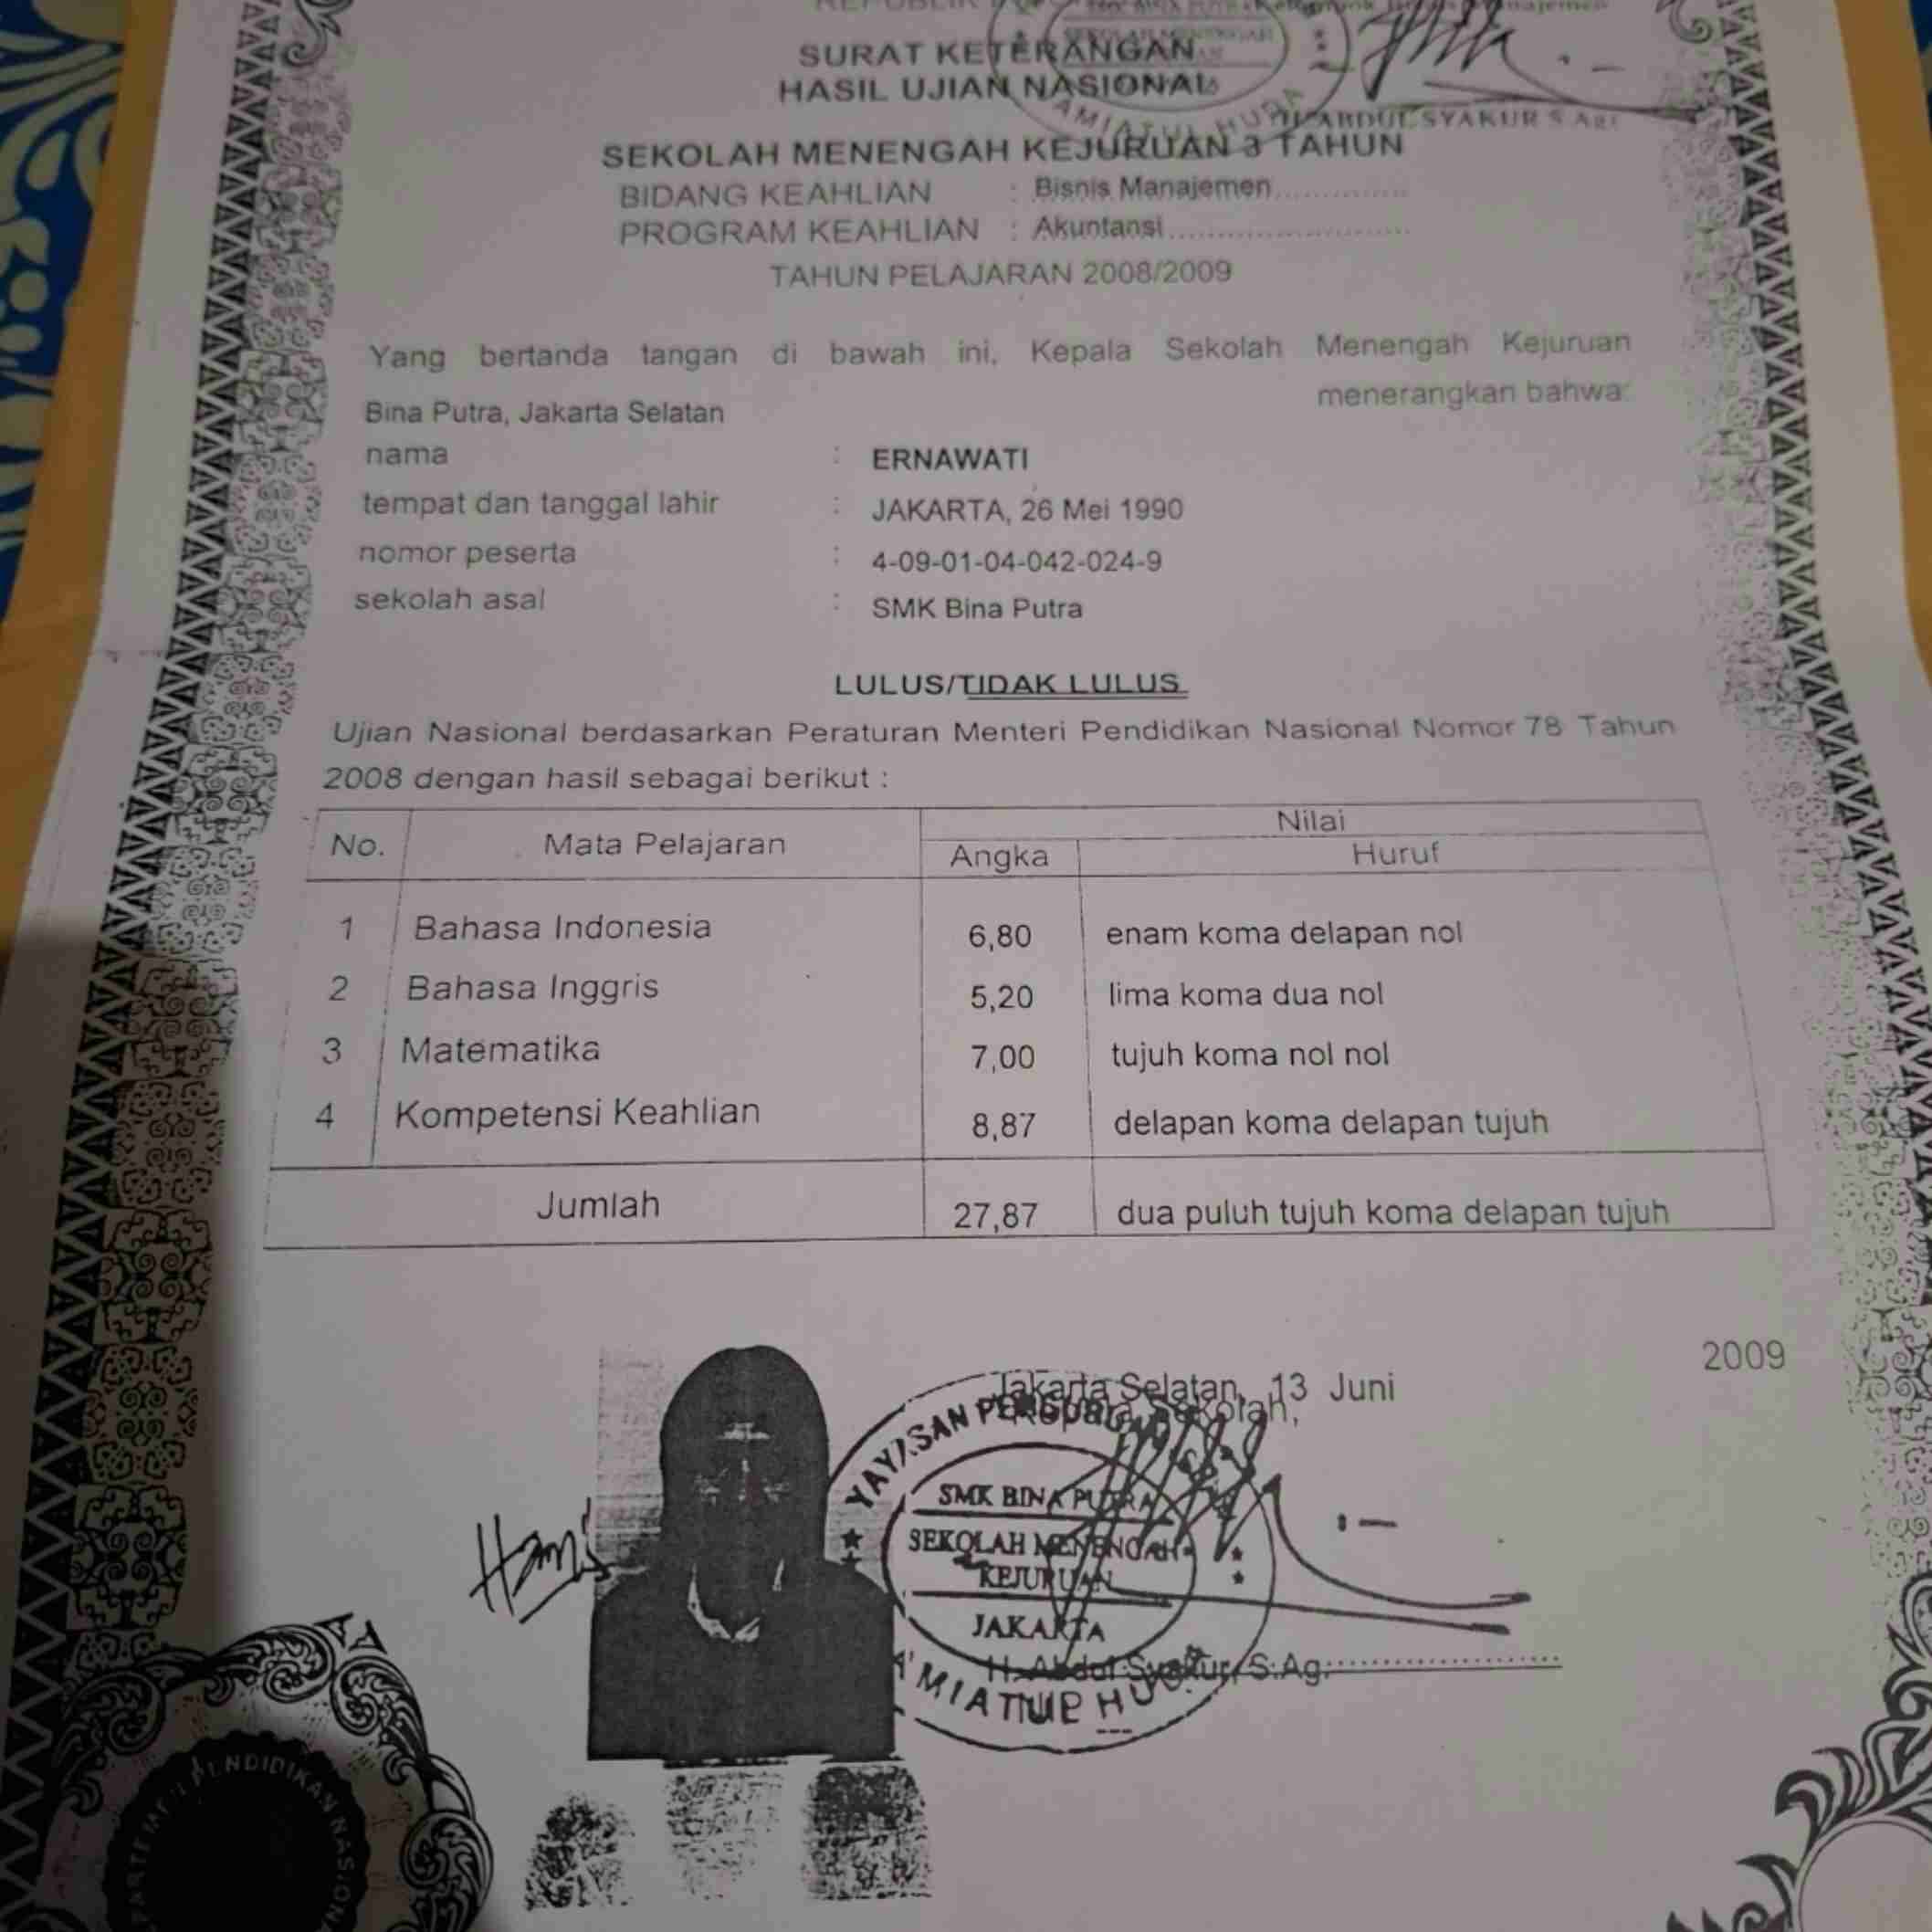 SURAT KETERANGAN
HASIL UJIAN NASIONAL
ABDUL SYAKUR S.Ag
SEKOLAH MENENGAH KEJURUAN 3 TAHUN
BIDANG KEAHLIAN : Bisnis Manajemen
PROGRAM KEAHLIAN : Akuntansi
TAHUN PELAJARAN 2008/2009
Yang bertanda tangan di bawah ini, Kepala Sekolah Menengah Kejuruan
Bina Putra, Jakarta Selatan menerangkan bahwa:
nama : ERNAWATI
tempat dan tanggal lahir : JAKARTA, 26 Mei 1990
nomor peserta : 4-09-01-04-042-024-9
sekolah asal : SMK Bina Putra
LULUS/TIDAK LULUS
Ujian Nasional berdasarkan Peraturan Menteri Pendidikan Nasional Nomor 78 Tahun
2008 dengan hasil sebagai berikut :
No. Mata Pelajaran Nilai
Angka Huruf
1 Bahasa Indonesia 6,80 enam koma delapan nol
2 Bahasa Inggris 5,20 lima koma dua nol
3 Matematika 7,00 tujuh koma nol nol
4 Kompetensi Keahlian 8,87 delapan koma delapan tujuh
Jumlah 27,87 dua puluh tujuh koma delapan tujuh
Jakarta Selatan, 13 Juni 2009
Kepala Sekolah,
YAYASAN
SMK BINA PUTRA
SEKOLAH MENENGAH
KEJURUAN
JAKARTA
H. Abdul Syakur, S.Ag.
PENDIDIKAN NASIONAL